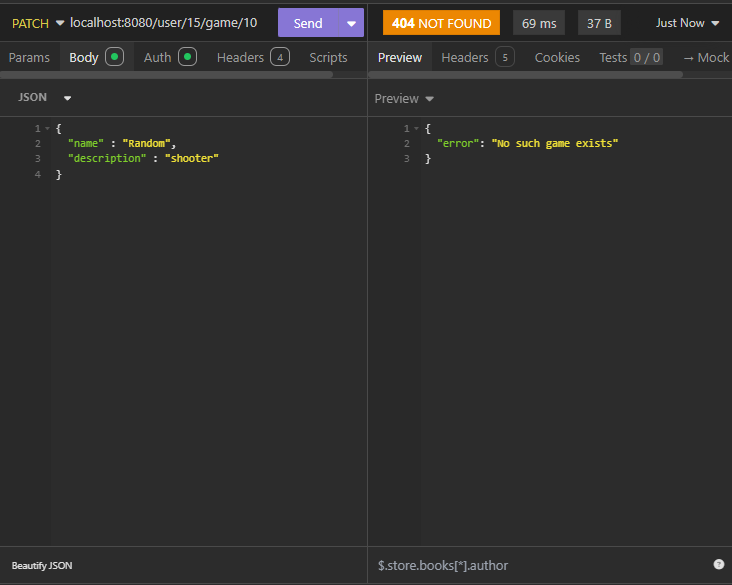 PATCH localhost:8080/user/15/game/10 Send
404 NOT FOUND 69 ms 37 B Just Now
Params Body Auth Headers 4 Scripts
Preview Headers 5 Cookies Tests 0 / 0 → Mock
JSON
Preview
1 {
2 "name" : "Random",
3 "description" : "shooter"
4 }
1 {
2 "error": "No such game exists"
3 }
Beautify JSON
$.store.books[*].author ?